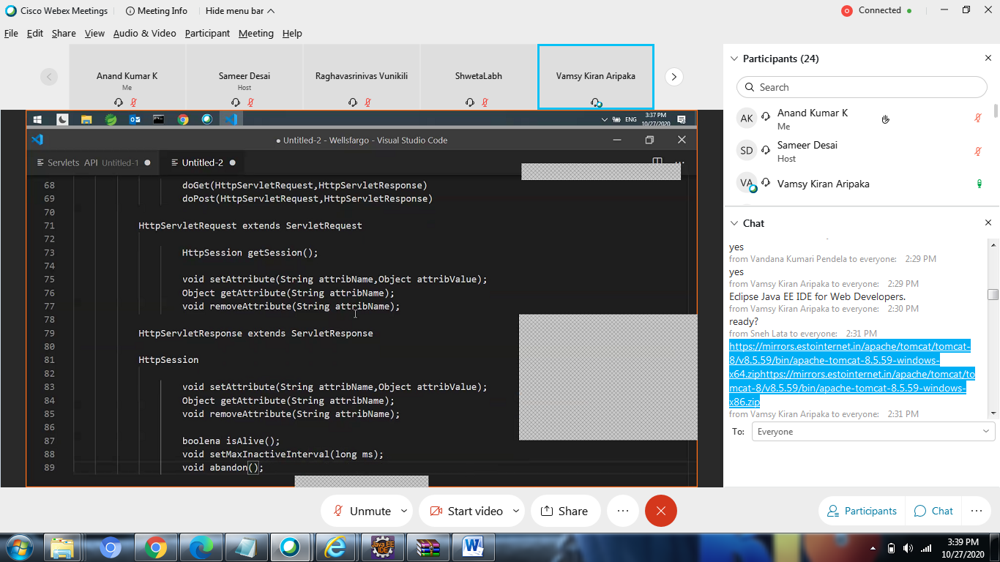 Cisco Webex Meetings
Meeting Info
Hide menu bar
Connected
File Edit Share View Audio & Video Participant Meeting Help
Anand Kumar K
Me
Sameer Desai
Host
Raghavasrinivas Vunikili
ShwetaLabh
Vamsy Kiran Aripaka
ENG
3:37 PM
10/27/2020
● Untitled-2 - Wellsfargo - Visual Studio Code
Servlets API Untitled-1 ●
Untitled-2 ●
68 doGet(HttpServletRequest,HttpServletResponse)
69 doPost(HttpServletRequest,HttpServletResponse)
70
71 HttpServletRequest extends ServletRequest
72
73 HttpSession getSession();
74
75 void setAttribute(String attribName,Object attribValue);
76 Object getAttribute(String attribName);
77 void removeAttribute(String attribName);
78
79 HttpServletResponse extends ServletResponse
80
81 HttpSession
82
83 void setAttribute(String attribName,Object attribValue);
84 Object getAttribute(String attribName);
85 void removeAttribute(String attribName);
86
87 boolena isAlive();
88 void setMaxInactiveInterval(long ms);
89 void abandon();
Participants (24)
Search
AK
Anand Kumar K
Me
SD
Sameer Desai
Host
VA
Vamsy Kiran Aripaka
Chat
yes
from Vandana Kumari Pendela to everyone: 2:29 PM
yes
from Vamsy Kiran Aripaka to everyone: 2:29 PM
Eclipse Java EE IDE for Web Developers.
from Vamsy Kiran Aripaka to everyone: 2:30 PM
ready?
from Sneh Lata to everyone: 2:31 PM
https://mirrors.estointernet.in/apache/tomcat/tomcat-
8/v8.5.59/bin/apache-tomcat-8.5.59-windows-
x64.ziphttps://mirrors.estointernet.in/apache/tomcat/to
mcat-8/v8.5.59/bin/apache-tomcat-8.5.59-windows-
x86.zip
from Vamsy Kiran Aripaka to everyone: 2:31 PM
To: Everyone
Unmute
Start video
Share
Participants
Chat
Java EE
IDE
3:39 PM
10/27/2020